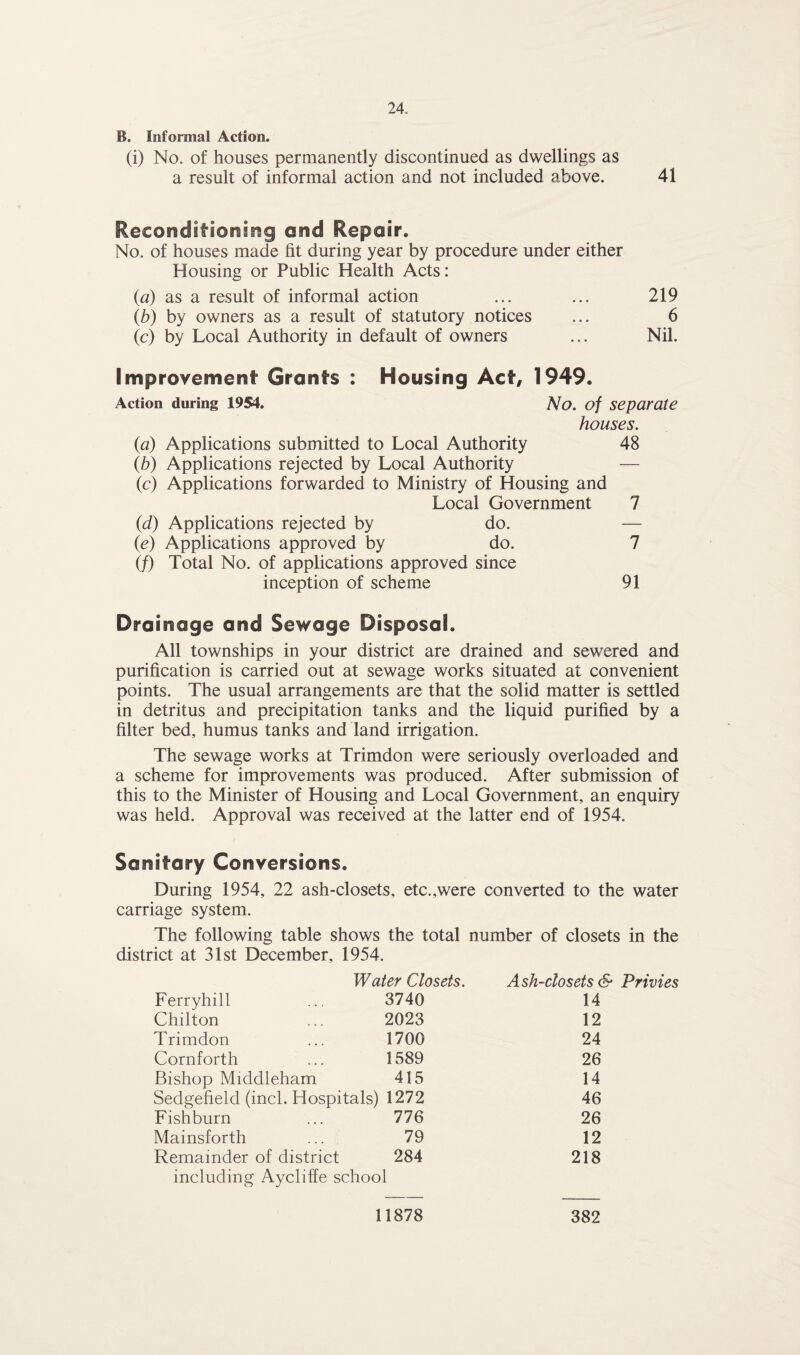 24.
B. Informal Action.
(i) No. of houses permanently discontinued as dwellings as
a result of informal action and not included above. 41
Reconditioning and Repair.
No. of houses made fit during year by procedure under either
Housing or Public Health Acts:
(a) as a result of informal action ... ... 219
(b) by owners as a result of statutory notices ... 6
(c) by Local Authority in default of owners ... Nil.
Improvement Grants : Housing Act, 1949.
Action during 1954. No. of separate
houses.
(a) Applications submitted to Local Authority 48
(b) Applications rejected by Local Authority —
(c) Applications forwarded to Ministry of Housing and
Local Government 7
(d) Applications rejected by do. —
(e) Applications approved by do. 7
(f) Total No. of applications approved since
inception of scheme 91
Drainage and Sewage Disposal.
All townships in your district are drained and sewered and
purification is carried out at sewage works situated at convenient
points. The usual arrangements are that the solid matter is settled
in detritus and precipitation tanks and the liquid purified by a
filter bed, humus tanks and land irrigation.
The sewage works at Trimdon were seriously overloaded and
a scheme for improvements was produced. After submission of
this to the Minister of Housing and Local Government, an enquiry
was held. Approval was received at the latter end of 1954.
Sanitary Conversions.
During 1954, 22 ash-closets, etc.,were converted to the water
carriage system.
The following table shows the total number of closets in the
district at 31st December, 1954.
Water Closets. Ash-closets & Privies
Ferryhill ... 3740 14
Chilton ... 2023 12
Trimdon ... 1700 24
Cornforth ... 1589 26
Bishop Middleham 415 14
Sedgefield (incl. Hospitals) 1272 46
Fishburn ... 776 26
Mainsforth ... 79 12
Remainder of district 284 218
including Aycliffe school
11878 382